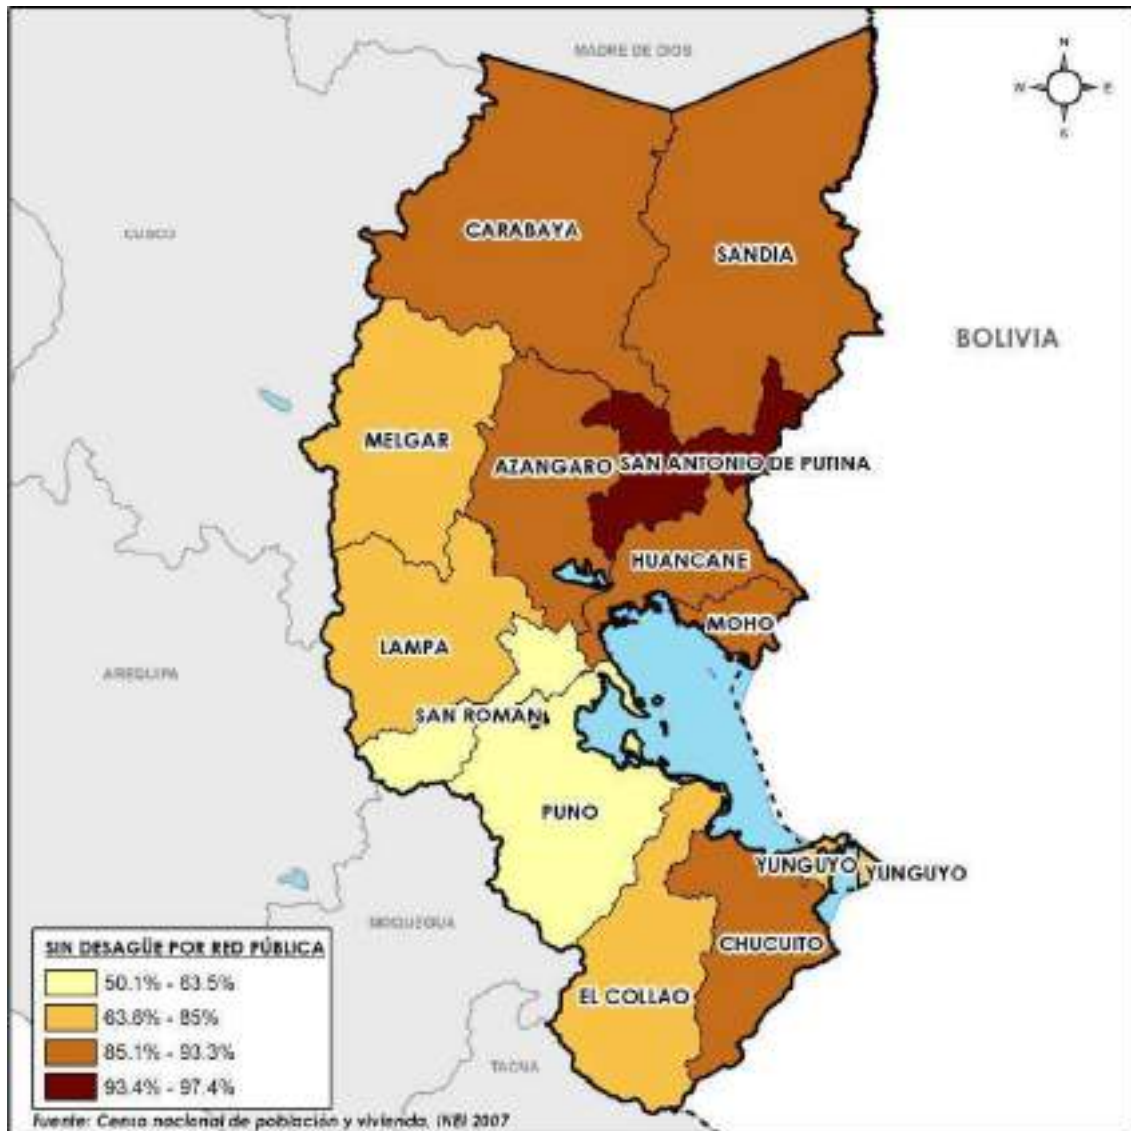 MADRE DE DIOS
N
W E
S
CUSCO
CARABAYA
SANDIA
BOLIVIA
MELGAR
AZANGARO
SAN ANTONIO DE PUTINA
HUANCANE
MOHO
LAMPA
AREQUIPA
SAN ROMAN
PUNO
YUNGUYO
YUNGUYO
MOQUEGUA
CHUCUITO
EL COLLAO
TACNA
SIN DESAGÜE POR RED PÚBLICA
50.1% - 63.5%
63.6% - 85%
85.1% - 93.3%
93.4% - 97.4%
Fuente: Censo nacional de población y vivienda, INEI 2007